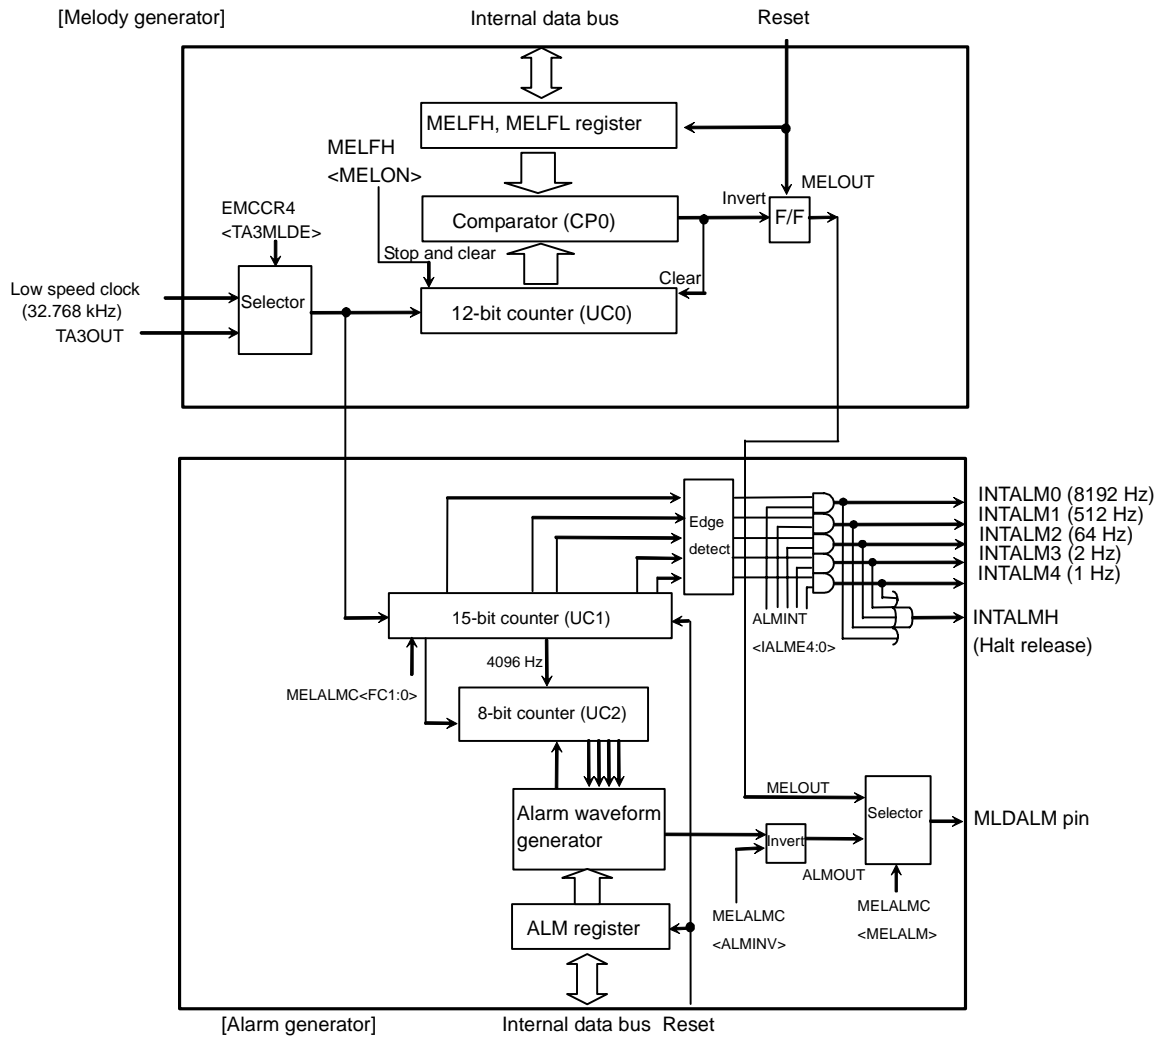 [Melody generator]
Internal data bus
Reset
MELFH, MELFL register
MELFH
<MELON>
MELOUT
Invert
F/F
EMCCR4
<TA3MLDE>
Comparator (CP0)
Stop and clear
Clear
Low speed clock
(32.768 kHz)
TA3OUT
Selector
12-bit counter (UC0)
Edge
detect
INTALM0 (8192 Hz)
INTALM1 (512 Hz)
INTALM2 (64 Hz)
INTALM3 (2 Hz)
INTALM4 (1 Hz)
15-bit counter (UC1)
ALMINT
<IALME4:0>
INTALMH
(Halt release)
4096 Hz
MELALMC<FC1:0>
8-bit counter (UC2)
MELOUT
Alarm waveform
generator
Selector
MLDALM pin
Invert
ALMOUT
MELALMC
<ALMINV>
MELALMC
<MELALM>
ALM register
[Alarm generator]
Internal data bus
Reset